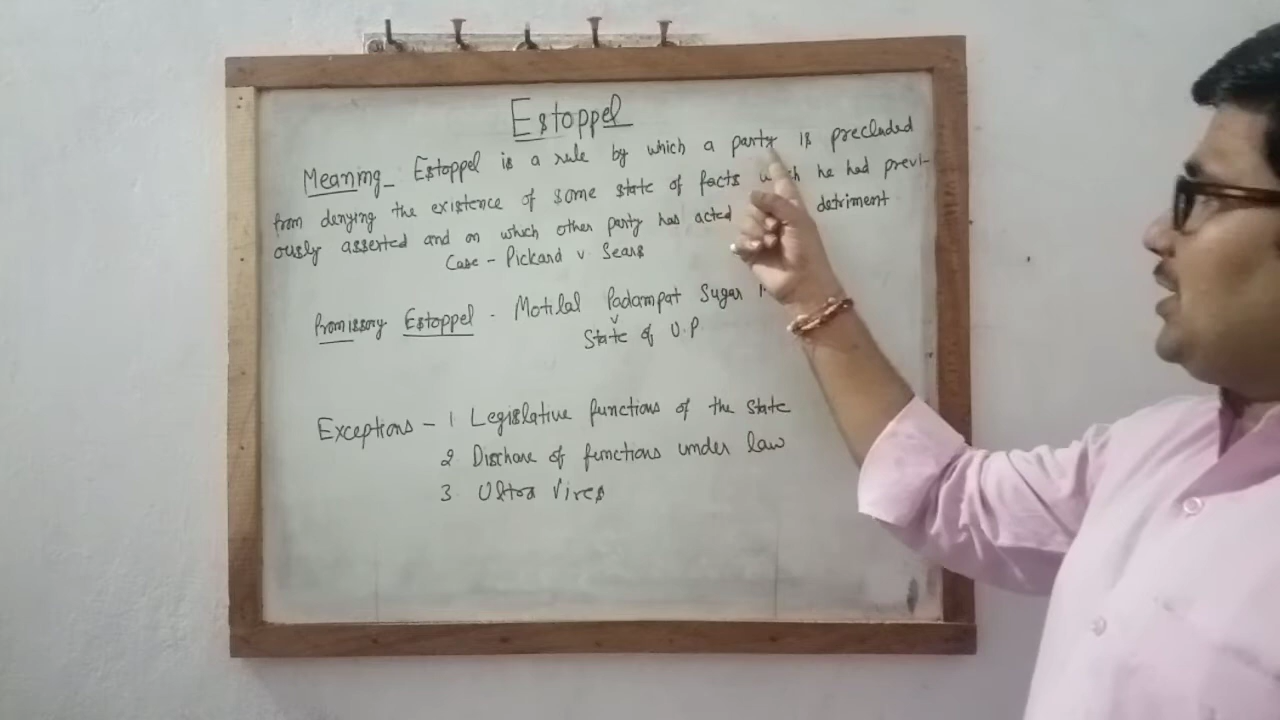 Estoppel
Meaning - Estoppel is a rule by which a party is precluded
from denying the existence of some state of facts which he had previ-
ously asserted and on which other party has acted detriment
Case - Pickard v Sears
Promissory Estoppel - Motilal Padampat Sugar
v
State of U.P
Exceptions - 1 Legislative functions of the state
2 Dischare of functions under law
3 Ultra Vires